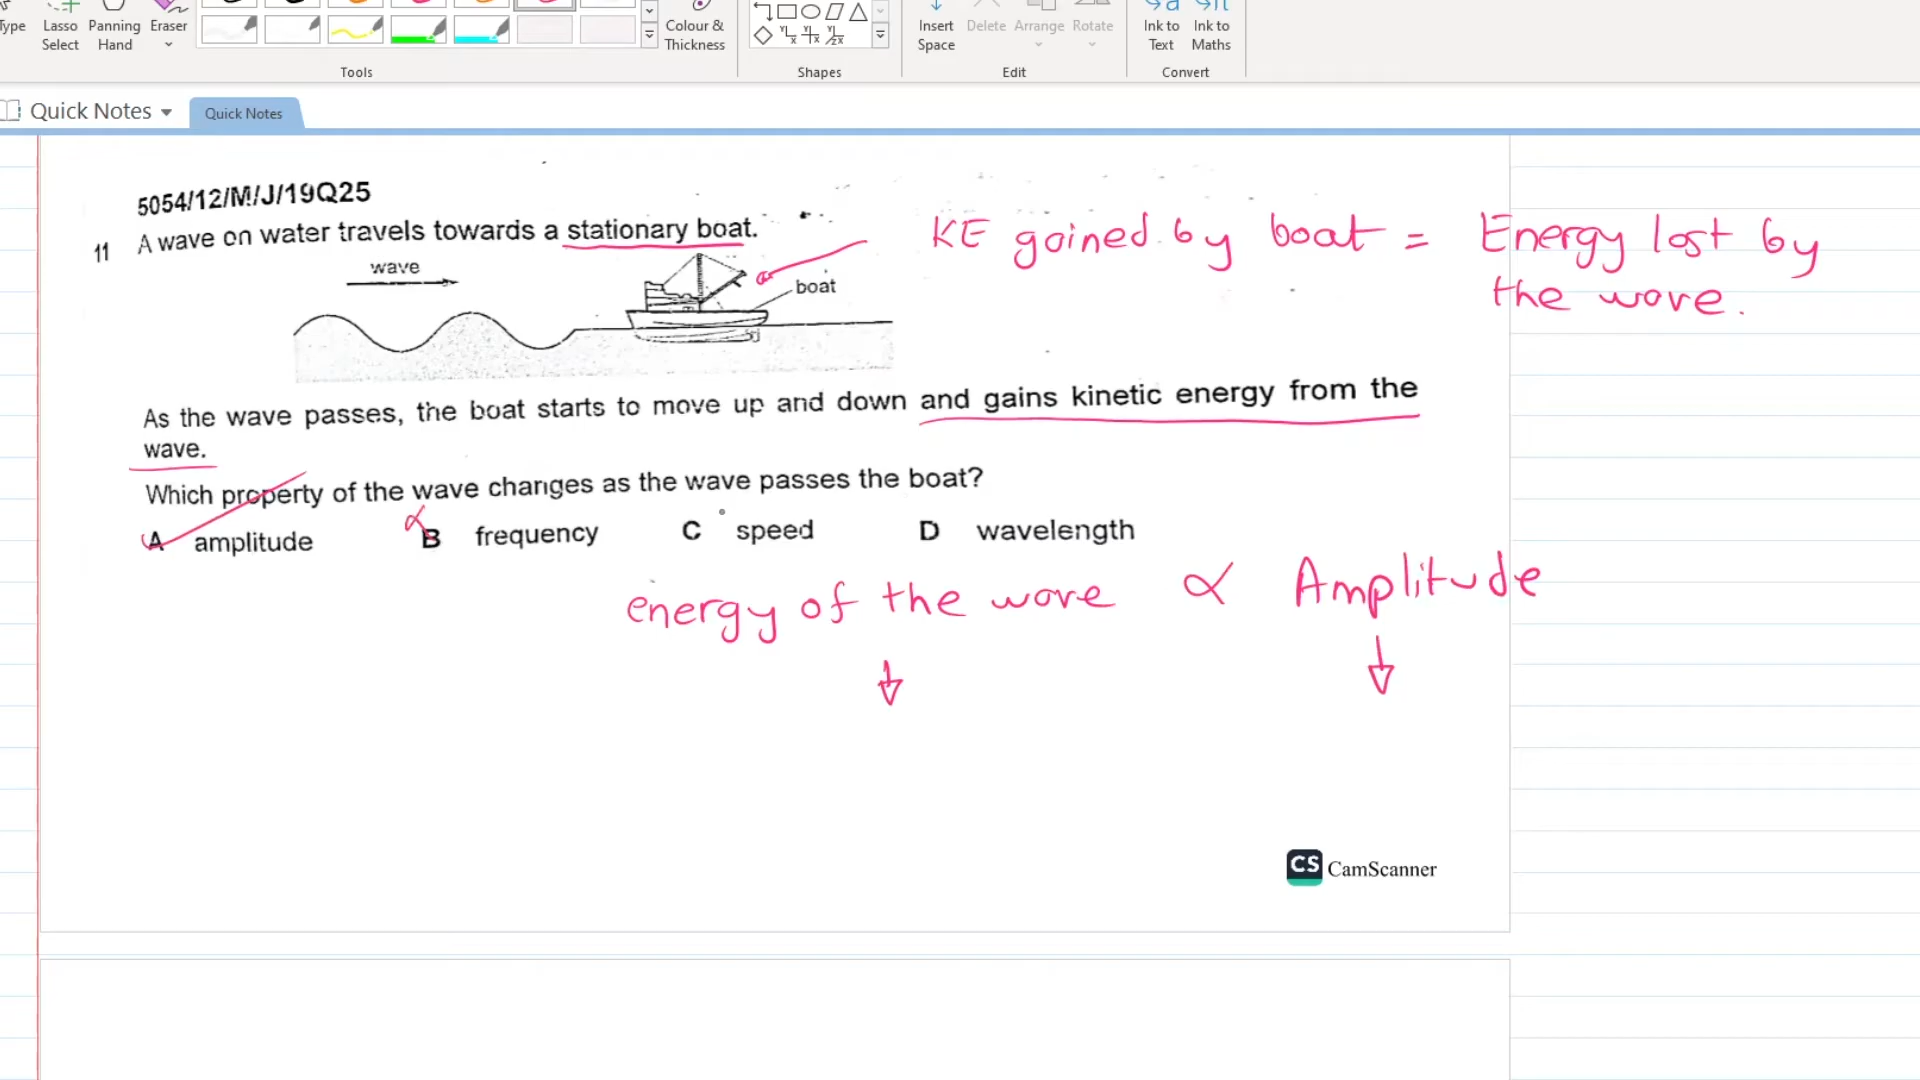 Type
Lasso Select
Panning Hand
Eraser
Colour & Thickness
Insert Space
Delete
Arrange
Rotate
Ink to Text
Ink to Maths
Tools
Shapes
Edit
Convert
Quick Notes
Quick Notes
5054/12/M/J/19Q25
11 A wave on water travels towards a stationary boat.
KE gained by boat = Energy lost by
the wave.
wave
boat
As the wave passes, the boat starts to move up and down and gains kinetic energy from the
wave.
Which property of the wave changes as the wave passes the boat?
A amplitude B frequency C speed D wavelength
energy of the wave ∝ Amplitude
CS CamScanner